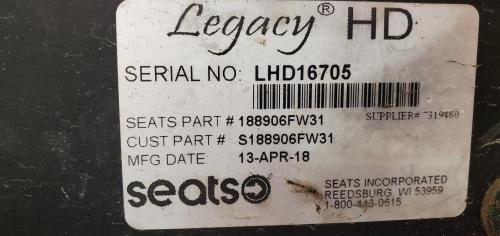 Legacy® HD
SERIAL NO: LHD16705
SEATS PART # 188906FW31 SUPPLIER#
CUST PART # S188906FW31
MFG DATE: 13-APR-18
seats
SEATS INCORPORATED
REEDSBURG, WI 53959
1-800-443-0615